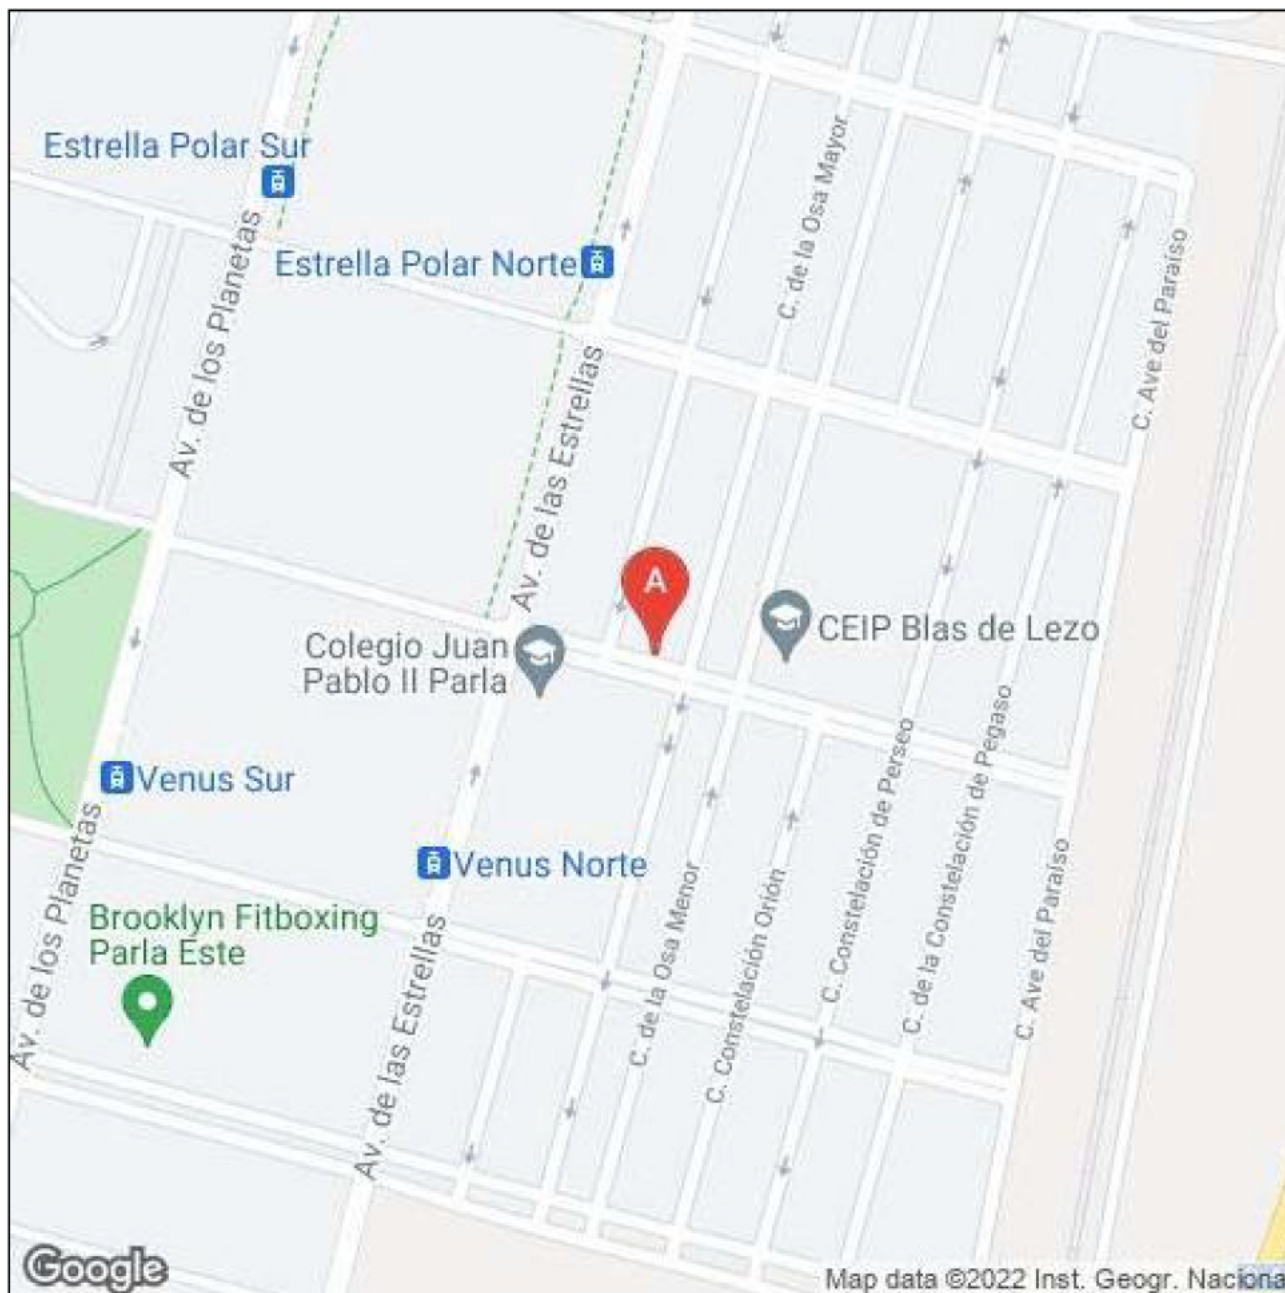 Estrella Polar Sur
Estrella Polar Norte
C. de la Osa Mayor
C. Ave del Paraíso
Av. de los Planetas
Av. de las Estrellas
A
Colegio Juan
Pablo II Parla
CEIP Blas de Lezo
Venus Sur
Venus Norte
Brooklyn Fitboxing
Parla Este
Av. de los Planetas
Av. de las Estrellas
C. de la Osa Menor
C. Constelación Orión
C. Constelación de Perseo
C. de la Constelación de Pegaso
C. Ave del Paraíso
Google
Map data ©2022 Inst. Geogr. Naciona